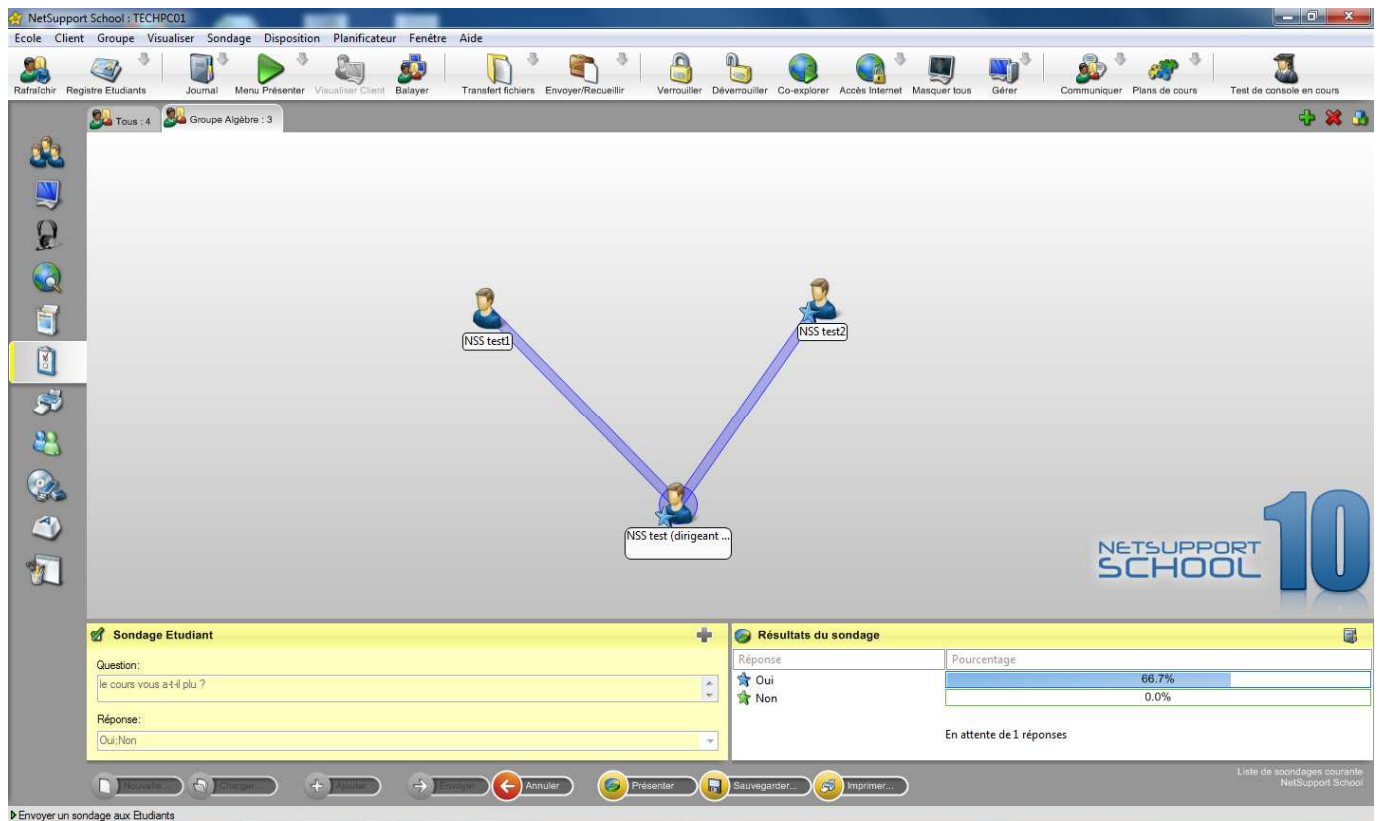 NetSupport School : TECHPC01
Ecole Client Groupe Visualiser Sondage Disposition Planificateur Fenêtre Aide
Rafraîchir Registre Etudiants Journal Menu Présenter Visualiser Client Balayer Transfert fichiers Envoyer/Recueillir Verrouiller Déverrouiller Co-explorer Accès Internet Masquer tous Gérer Communiquer Plans de cours Test de console en cours
Tous : 4 Groupe Algèbre : 3
NSS test1
NSS test2
NSS test (dirigeant ...
NETSUPPORT
SCHOOL 10
Sondage Etudiant
Question:
le cours vous a-t-il plu ?
Réponse:
Oui;Non
Résultats du sondage
Réponse Pourcentage
Oui 66.7%
Non 0.0%
En attente de 1 réponses
Nouvelle... Charger... Ajouter Envoyer Annuler Présenter Sauvegarder... Imprimer...
Liste de soondages courante
NetSupport School
Envoyer un sondage aux Etudiants